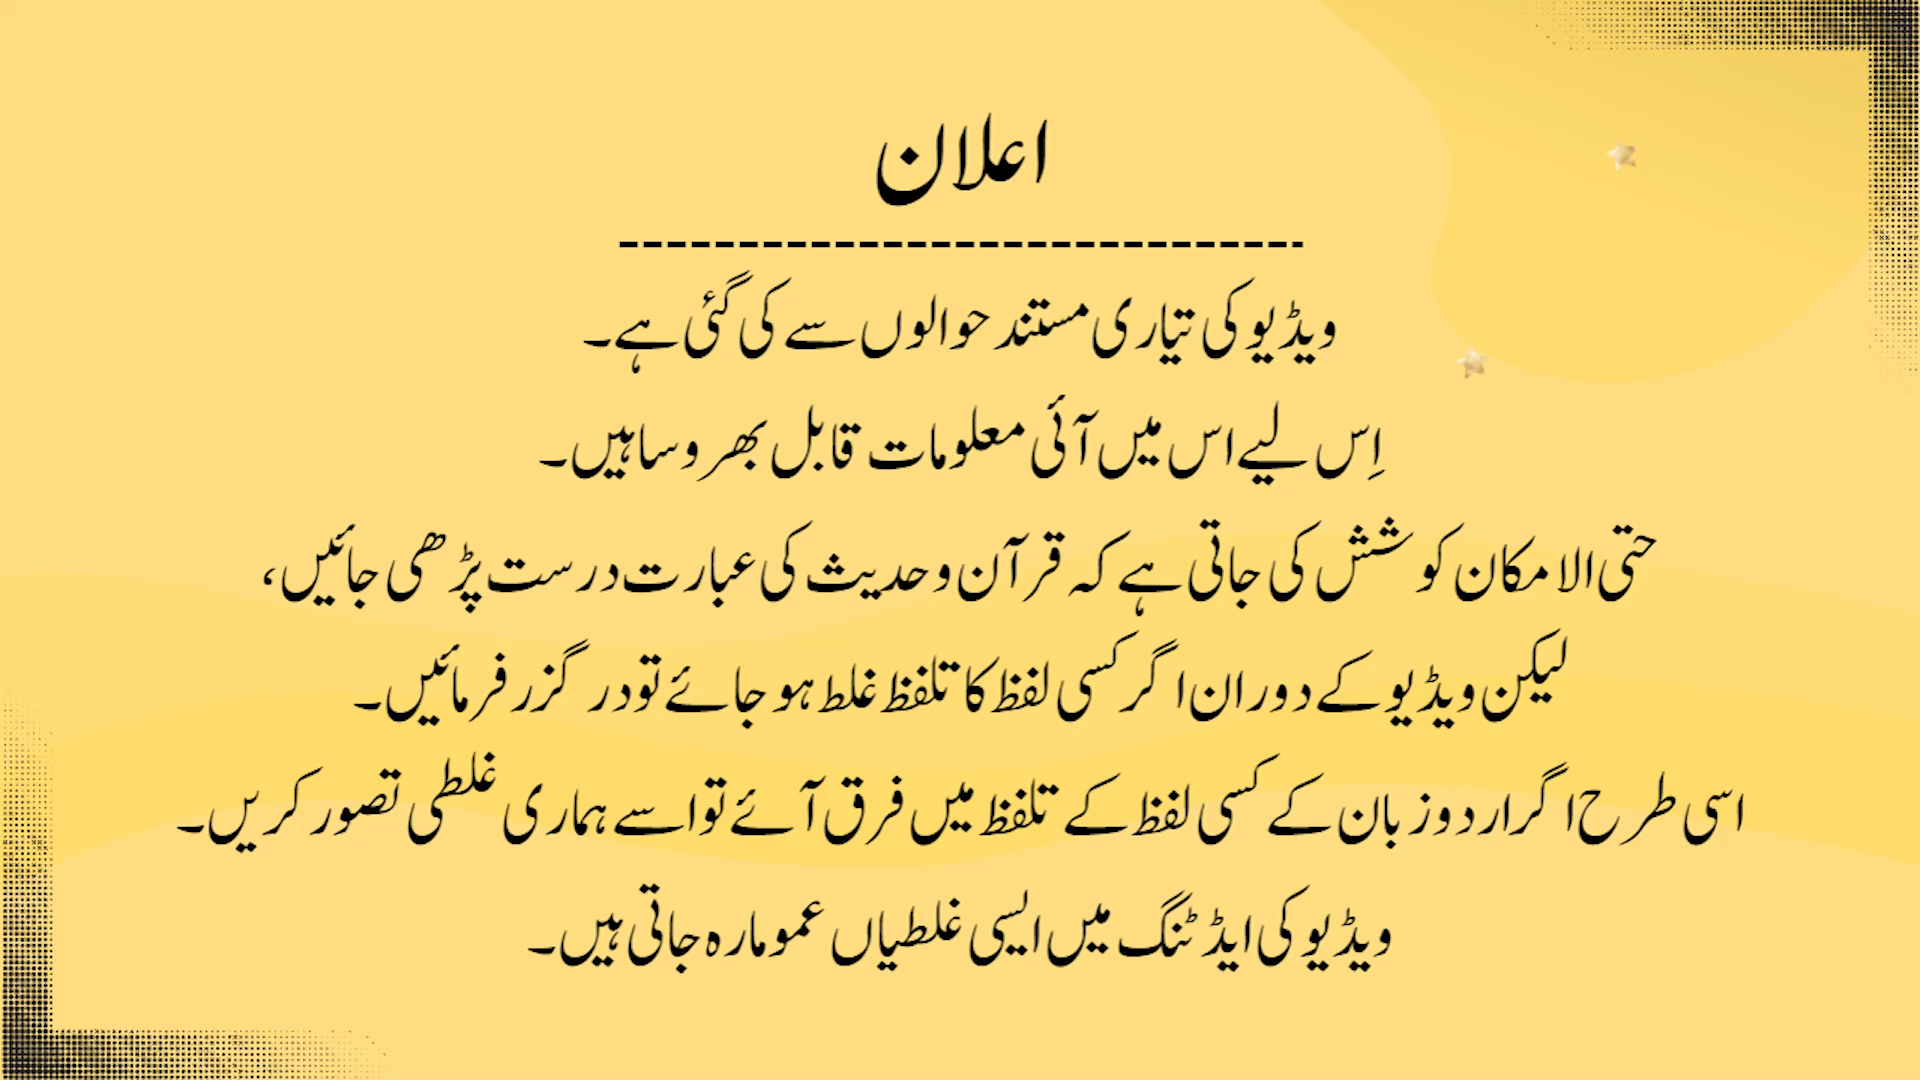 اعلان
-----------------------------
ویڈیو کی تیاری مستند حوالوں سے کی گئی ہے۔
اِس لیے اس میں آئی معلومات قابل بھروسا ہیں۔
حتی الامکان کوشش کی جاتی ہے کہ قرآن و حدیث کی عبارت درست پڑھی جائیں،
لیکن ویڈیو کے دوران اگر کسی لفظ کا تلفظ غلط ہو جائے تو در گزر فرمائیں۔
اسی طرح اگر اردو زبان کے کسی لفظ کے تلفظ میں فرق آئے تو اسے ہماری غلطی تصور کریں۔
ویڈیو کی ایڈٹنگ میں ایسی غلطیاں عموما رہ جاتی ہیں۔